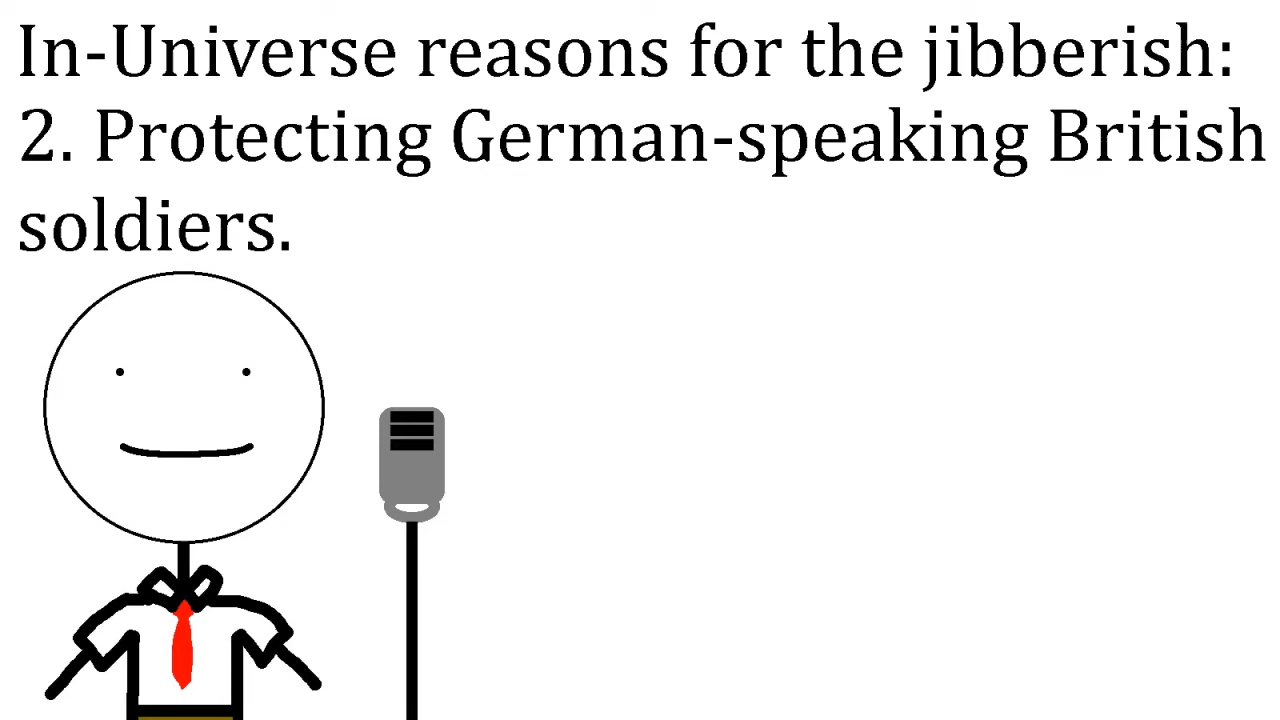 In-Universe reasons for the jibberish:
2. Protecting German-speaking British
soldiers.